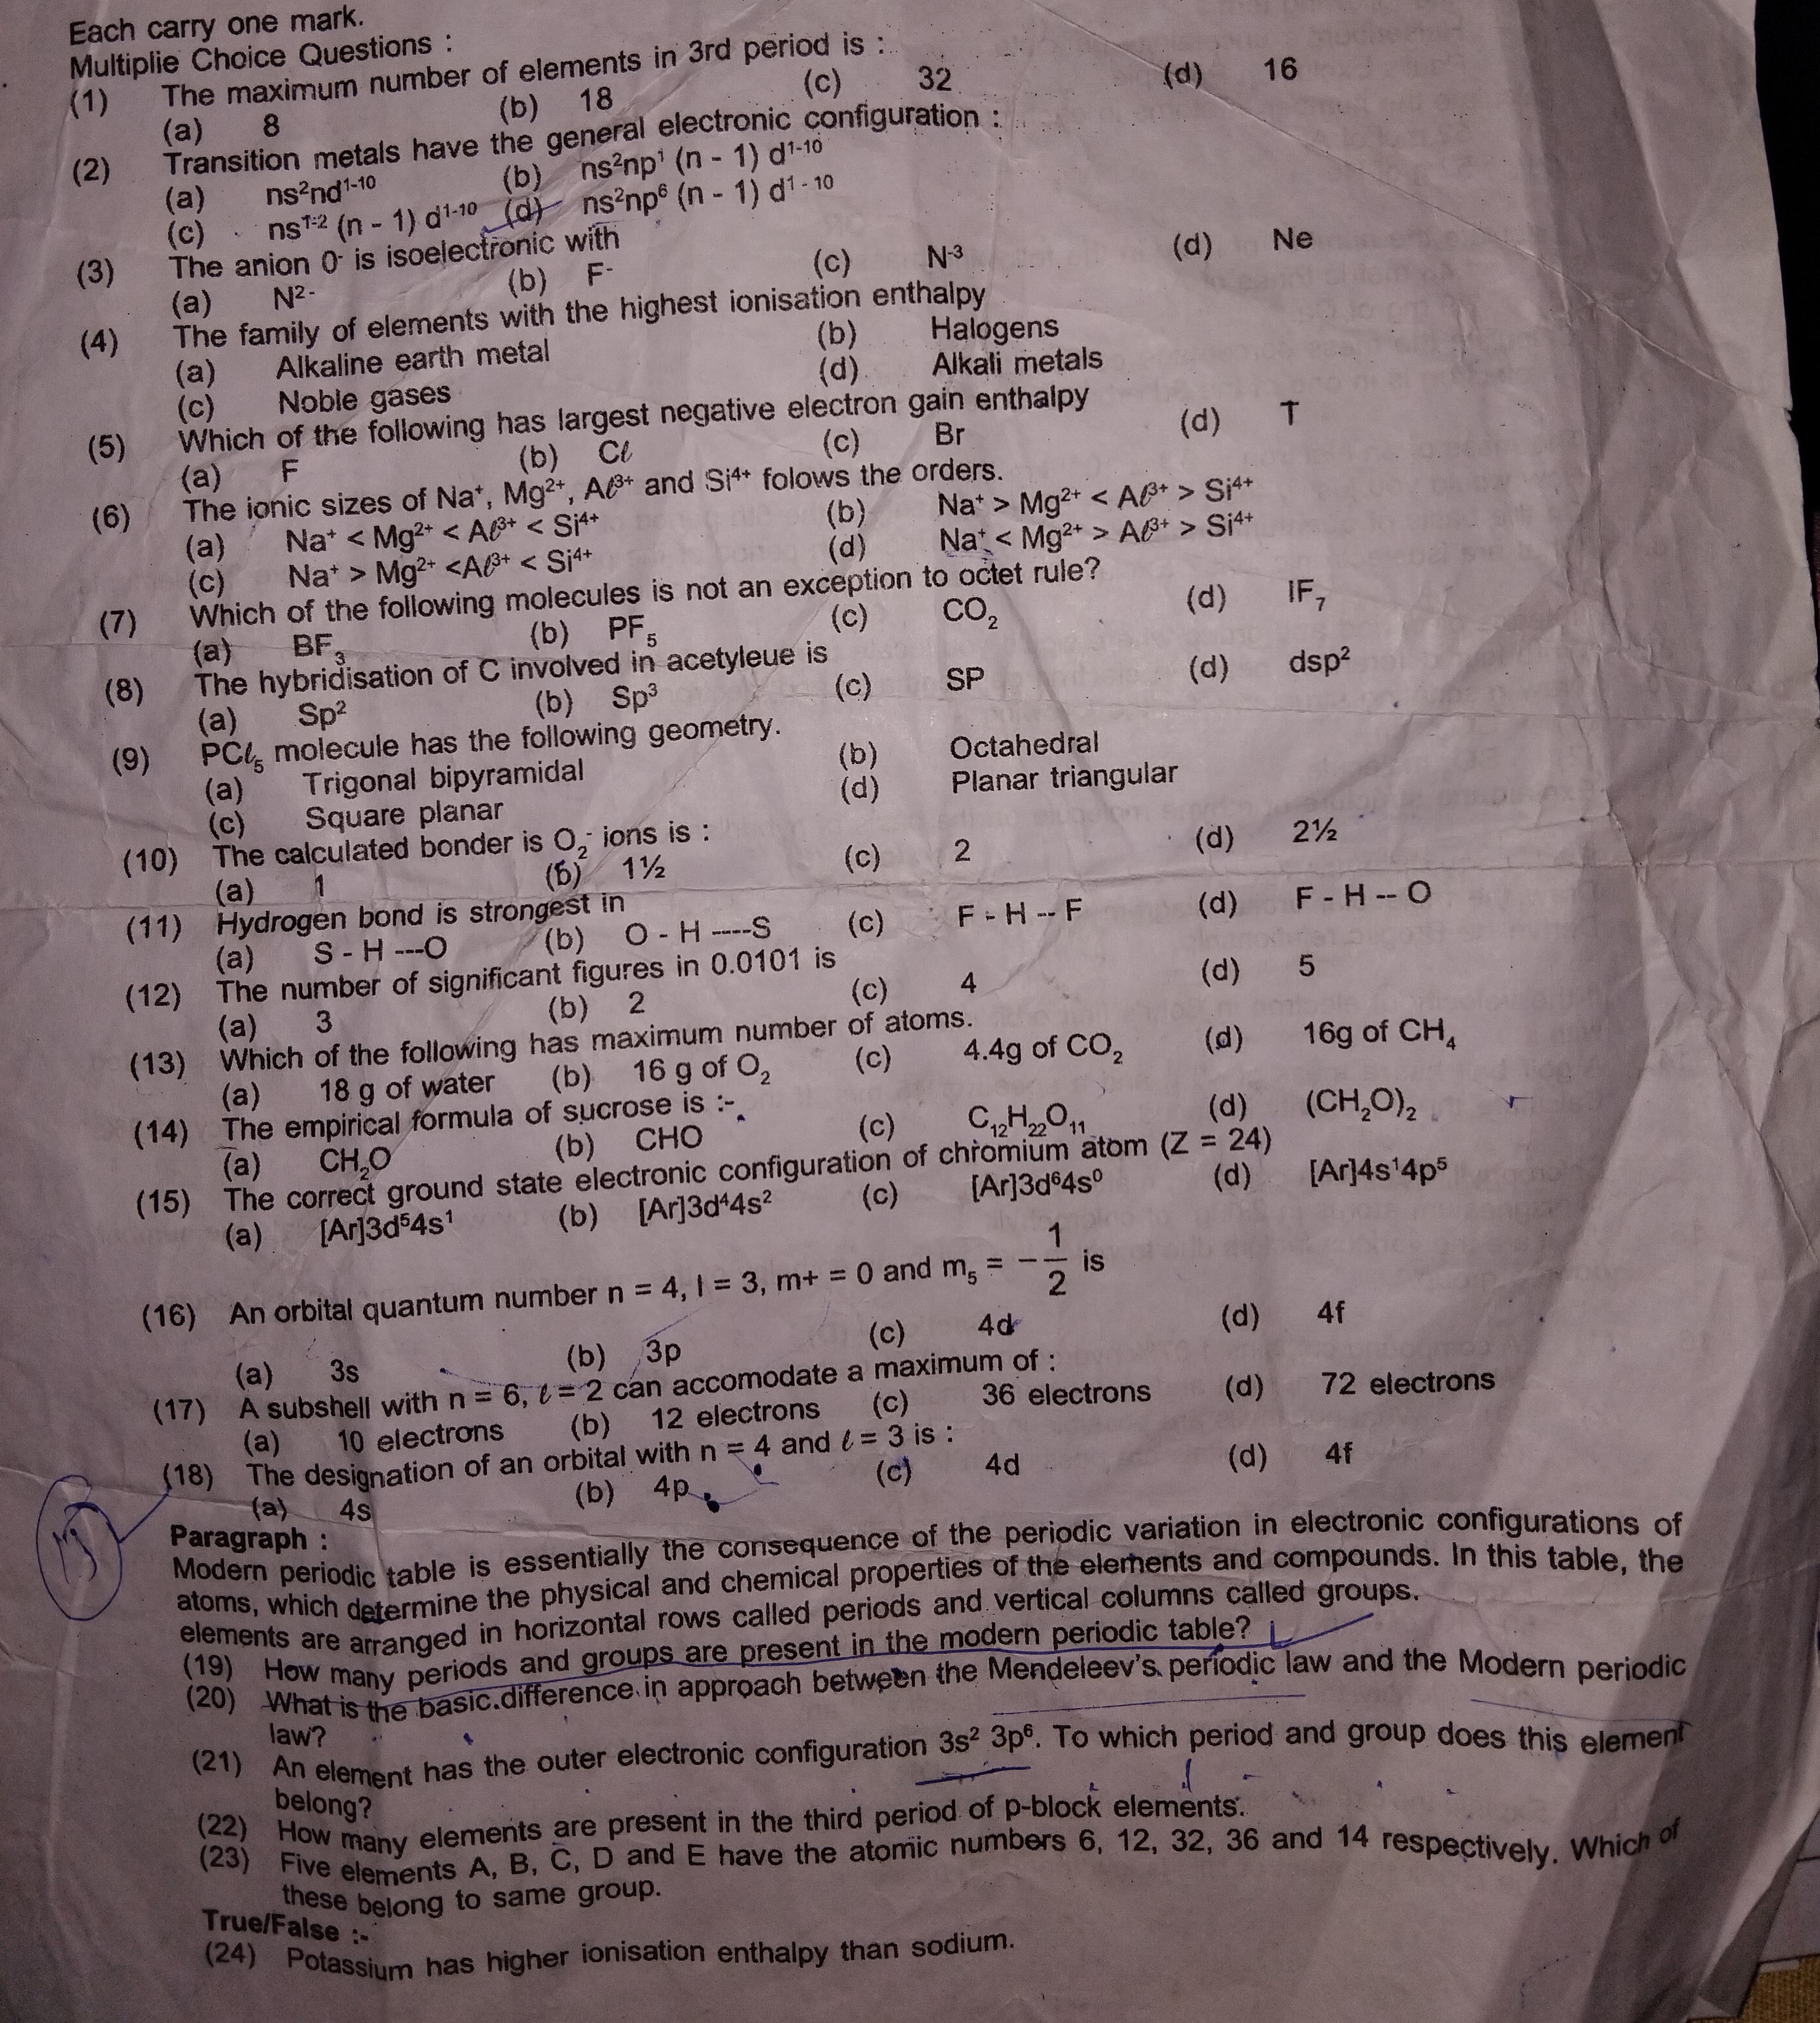 Each carry one mark.
Multiplie Choice Questions :
(1) The maximum number of elements in 3rd period is :
(a) 8 (b) 18 (c) 32 (d) 16
(2) Transition metals have the general electronic configuration :
(a) ns²nd¹⁻¹⁰ (b) ns²np¹ (n - 1) d¹⁻¹⁰
(c) ns¹⁻² (n - 1) d¹⁻¹⁰ (d) ns²np⁶ (n - 1) d¹⁻¹⁰
(3) The anion 0⁻ is isoelectronic with
(a) N²⁻ (b) F⁻ (c) N⁻³ (d) Ne
(4) The family of elements with the highest ionisation enthalpy
(a) Alkaline earth metal (b) Halogens
(c) Noble gases (d) Alkali metals
(5) Which of the following has largest negative electron gain enthalpy
(a) F (b) Cℓ (c) Br (d) T
(6) The ionic sizes of Na⁺, Mg²⁺, Aℓ³⁺ and Si⁴⁺ folows the orders.
(a) Na⁺ < Mg²⁺ < Aℓ³⁺ < Si⁴⁺ (b) Na⁺ > Mg²⁺ < Aℓ³⁺ > Si⁴⁺
(c) Na⁺ > Mg²⁺ <Aℓ³⁺ < Si⁴⁺ (d) Na⁺ < Mg²⁺ > Aℓ³⁺ > Si⁴⁺
(7) Which of the following molecules is not an exception to octet rule?
(a) BF₃ (b) PF₅ (c) CO₂ (d) IF₇
(8) The hybridisation of C involved in acetyleue is
(a) Sp² (b) Sp³ (c) SP (d) dsp²
(9) PCℓ₅ molecule has the following geometry.
(a) Trigonal bipyramidal (b) Octahedral
(c) Square planar (d) Planar triangular
(10) The calculated bonder is O₂⁻ ions is :
(a) 1 (b) 1½ (c) 2 (d) 2½
(11) Hydrogen bond is strongest in
(a) S - H ---O (b) O - H ----S (c) F - H -- F (d) F - H -- O
(12) The number of significant figures in 0.0101 is
(a) 3 (b) 2 (c) 4 (d) 5
(13) Which of the following has maximum number of atoms.
(a) 18 g of water (b) 16 g of O₂ (c) 4.4g of CO₂ (d) 16g of CH₄
(14) The empirical formula of sucrose is :-
(a) CH₂O (b) CHO (c) C₁₂H₂₂O₁₁ (d) (CH₂O)₂
(15) The correct ground state electronic configuration of chromium atom (Z = 24)
(a) [Ar]3d⁵4s¹ (b) [Ar]3d⁴4s² (c) [Ar]3d⁶4s⁰ (d) [Ar]4s¹4p⁵
(16) An orbital quantum number n = 4, l = 3, m+ = 0 and m₅ = -1/2 is
(a) 3s (b) 3p (c) 4d (d) 4f
(17) A subshell with n = 6, ℓ = 2 can accomodate a maximum of :
(a) 10 electrons (b) 12 electrons (c) 36 electrons (d) 72 electrons
(18) The designation of an orbital with n = 4 and ℓ = 3 is :
(a) 4s (b) 4p (c) 4d (d) 4f
Paragraph :
Modern periodic table is essentially the consequence of the periodic variation in electronic configurations of
atoms, which determine the physical and chemical properties of the elements and compounds. In this table, the
elements are arranged in horizontal rows called periods and vertical columns called groups.
(19) How many periods and groups are present in the modern periodic table?
(20) What is the basic.difference in approach between the Mendeleev's periodic law and the Modern periodic
law?
(21) An element has the outer electronic configuration 3s² 3p⁶. To which period and group does this element
belong?
(22) How many elements are present in the third period of p-block elements.
(23) Five elements A, B, C, D and E have the atomic numbers 6, 12, 32, 36 and 14 respectively. Which of
these belong to same group.
True/False :-
(24) Potassium has higher ionisation enthalpy than sodium.